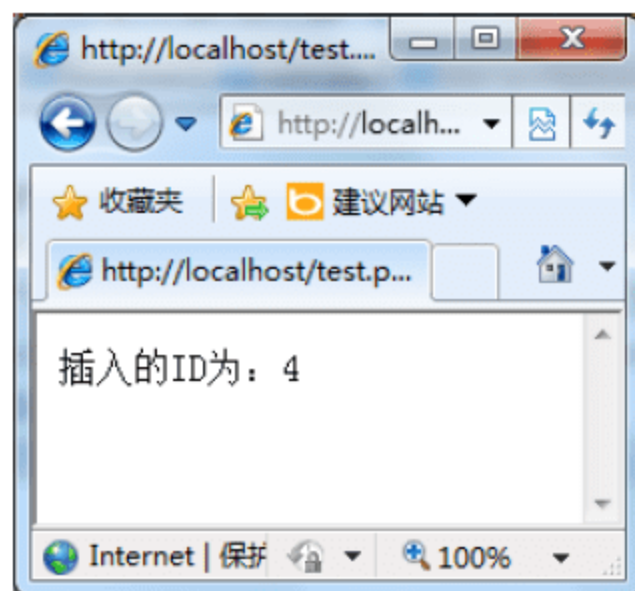 http://localhost/test....
http://localh...
收藏夹 建议网站
http://localhost/test.p...
插入的ID为：4
Internet | 保护 100%